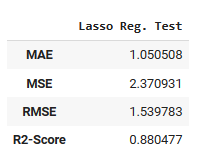 Lasso Reg. Test
MAE 1.050508
MSE 2.370931
RMSE 1.539783
R2-Score 0.880477